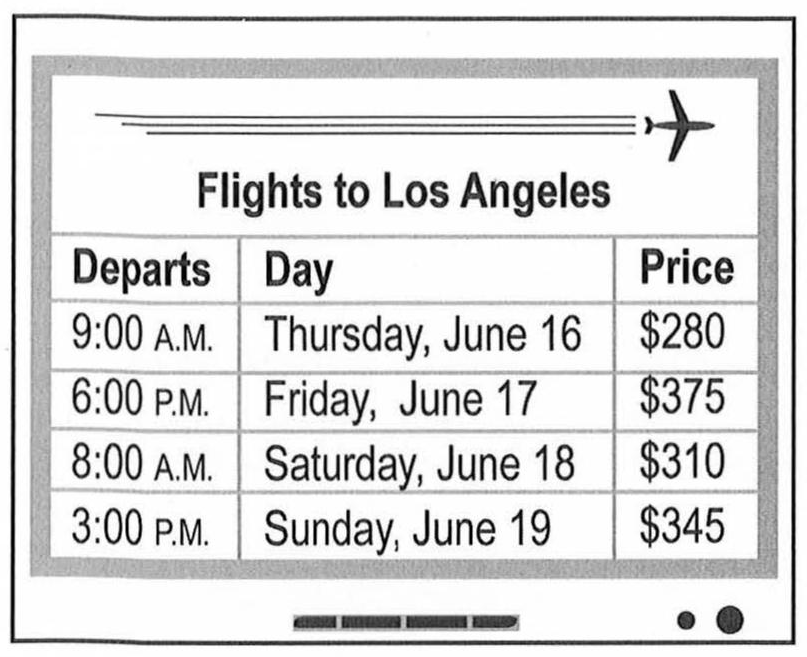 Flights to Los Angeles
Departs Day Price
9:00 A.M. Thursday, June 16 $280
6:00 P.M. Friday, June 17 $375
8:00 A.M. Saturday, June 18 $310
3:00 P.M. Sunday, June 19 $345